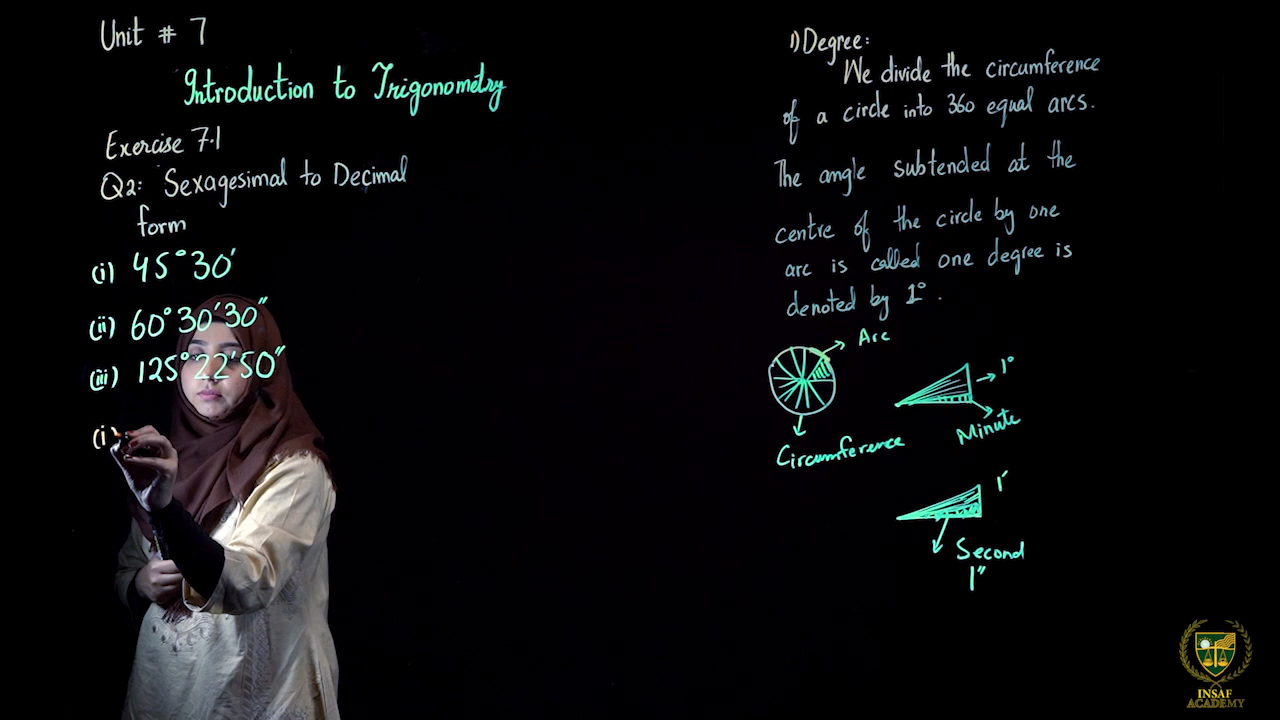 Unit # 7
Introduction to Trigonometry
Exercise 7.1
Q2: Sexagesimal to Decimal
form
(i) 45°30′
(ii) 60°30′30″
(iii) 125°22′50″
(i
1) Degree:
We divide the circumference
of a circle into 360 equal arcs.
The angle subtended at the
centre of the circle by one
arc is called one degree is
denoted by 1°.
Arc
1°
Minute
Circumference
1′
Second
1″
INSAF
ACADEMY